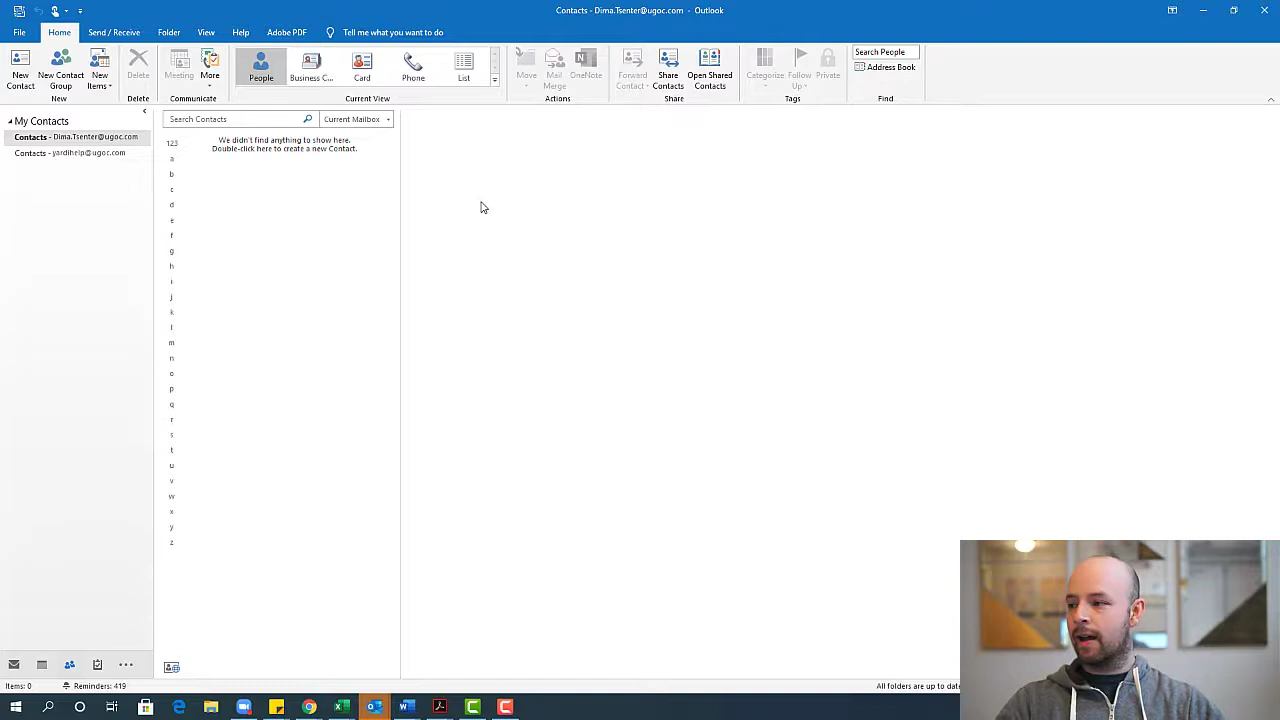 Contacts - Dima.Tsenter@ugoc.com - Outlook
File Home Send / Receive Folder View Help Adobe PDF Tell me what you want to do
New Contact
New Contact Group
New Items
Delete
Meeting
More
People
Business C...
Card
Phone
List
Move
Mail Merge
OneNote
Forward Contact
Share Contacts
Open Shared Contacts
Categorize
Follow Up
Private
Search People
Address Book
New Delete Communicate Current View Actions Share Tags Find
My Contacts
Contacts - Dima.Tsenter@ugoc.com
Contacts - yardihelp@ugoc.com
Search Contacts
Current Mailbox
We didn't find anything to show here.
Double-click here to create a new Contact.
123
a
b
c
d
e
f
g
h
i
j
k
l
m
n
o
p
q
r
s
t
u
v
w
x
y
z
Items: 0 Reminders: 419
All folders are up to date